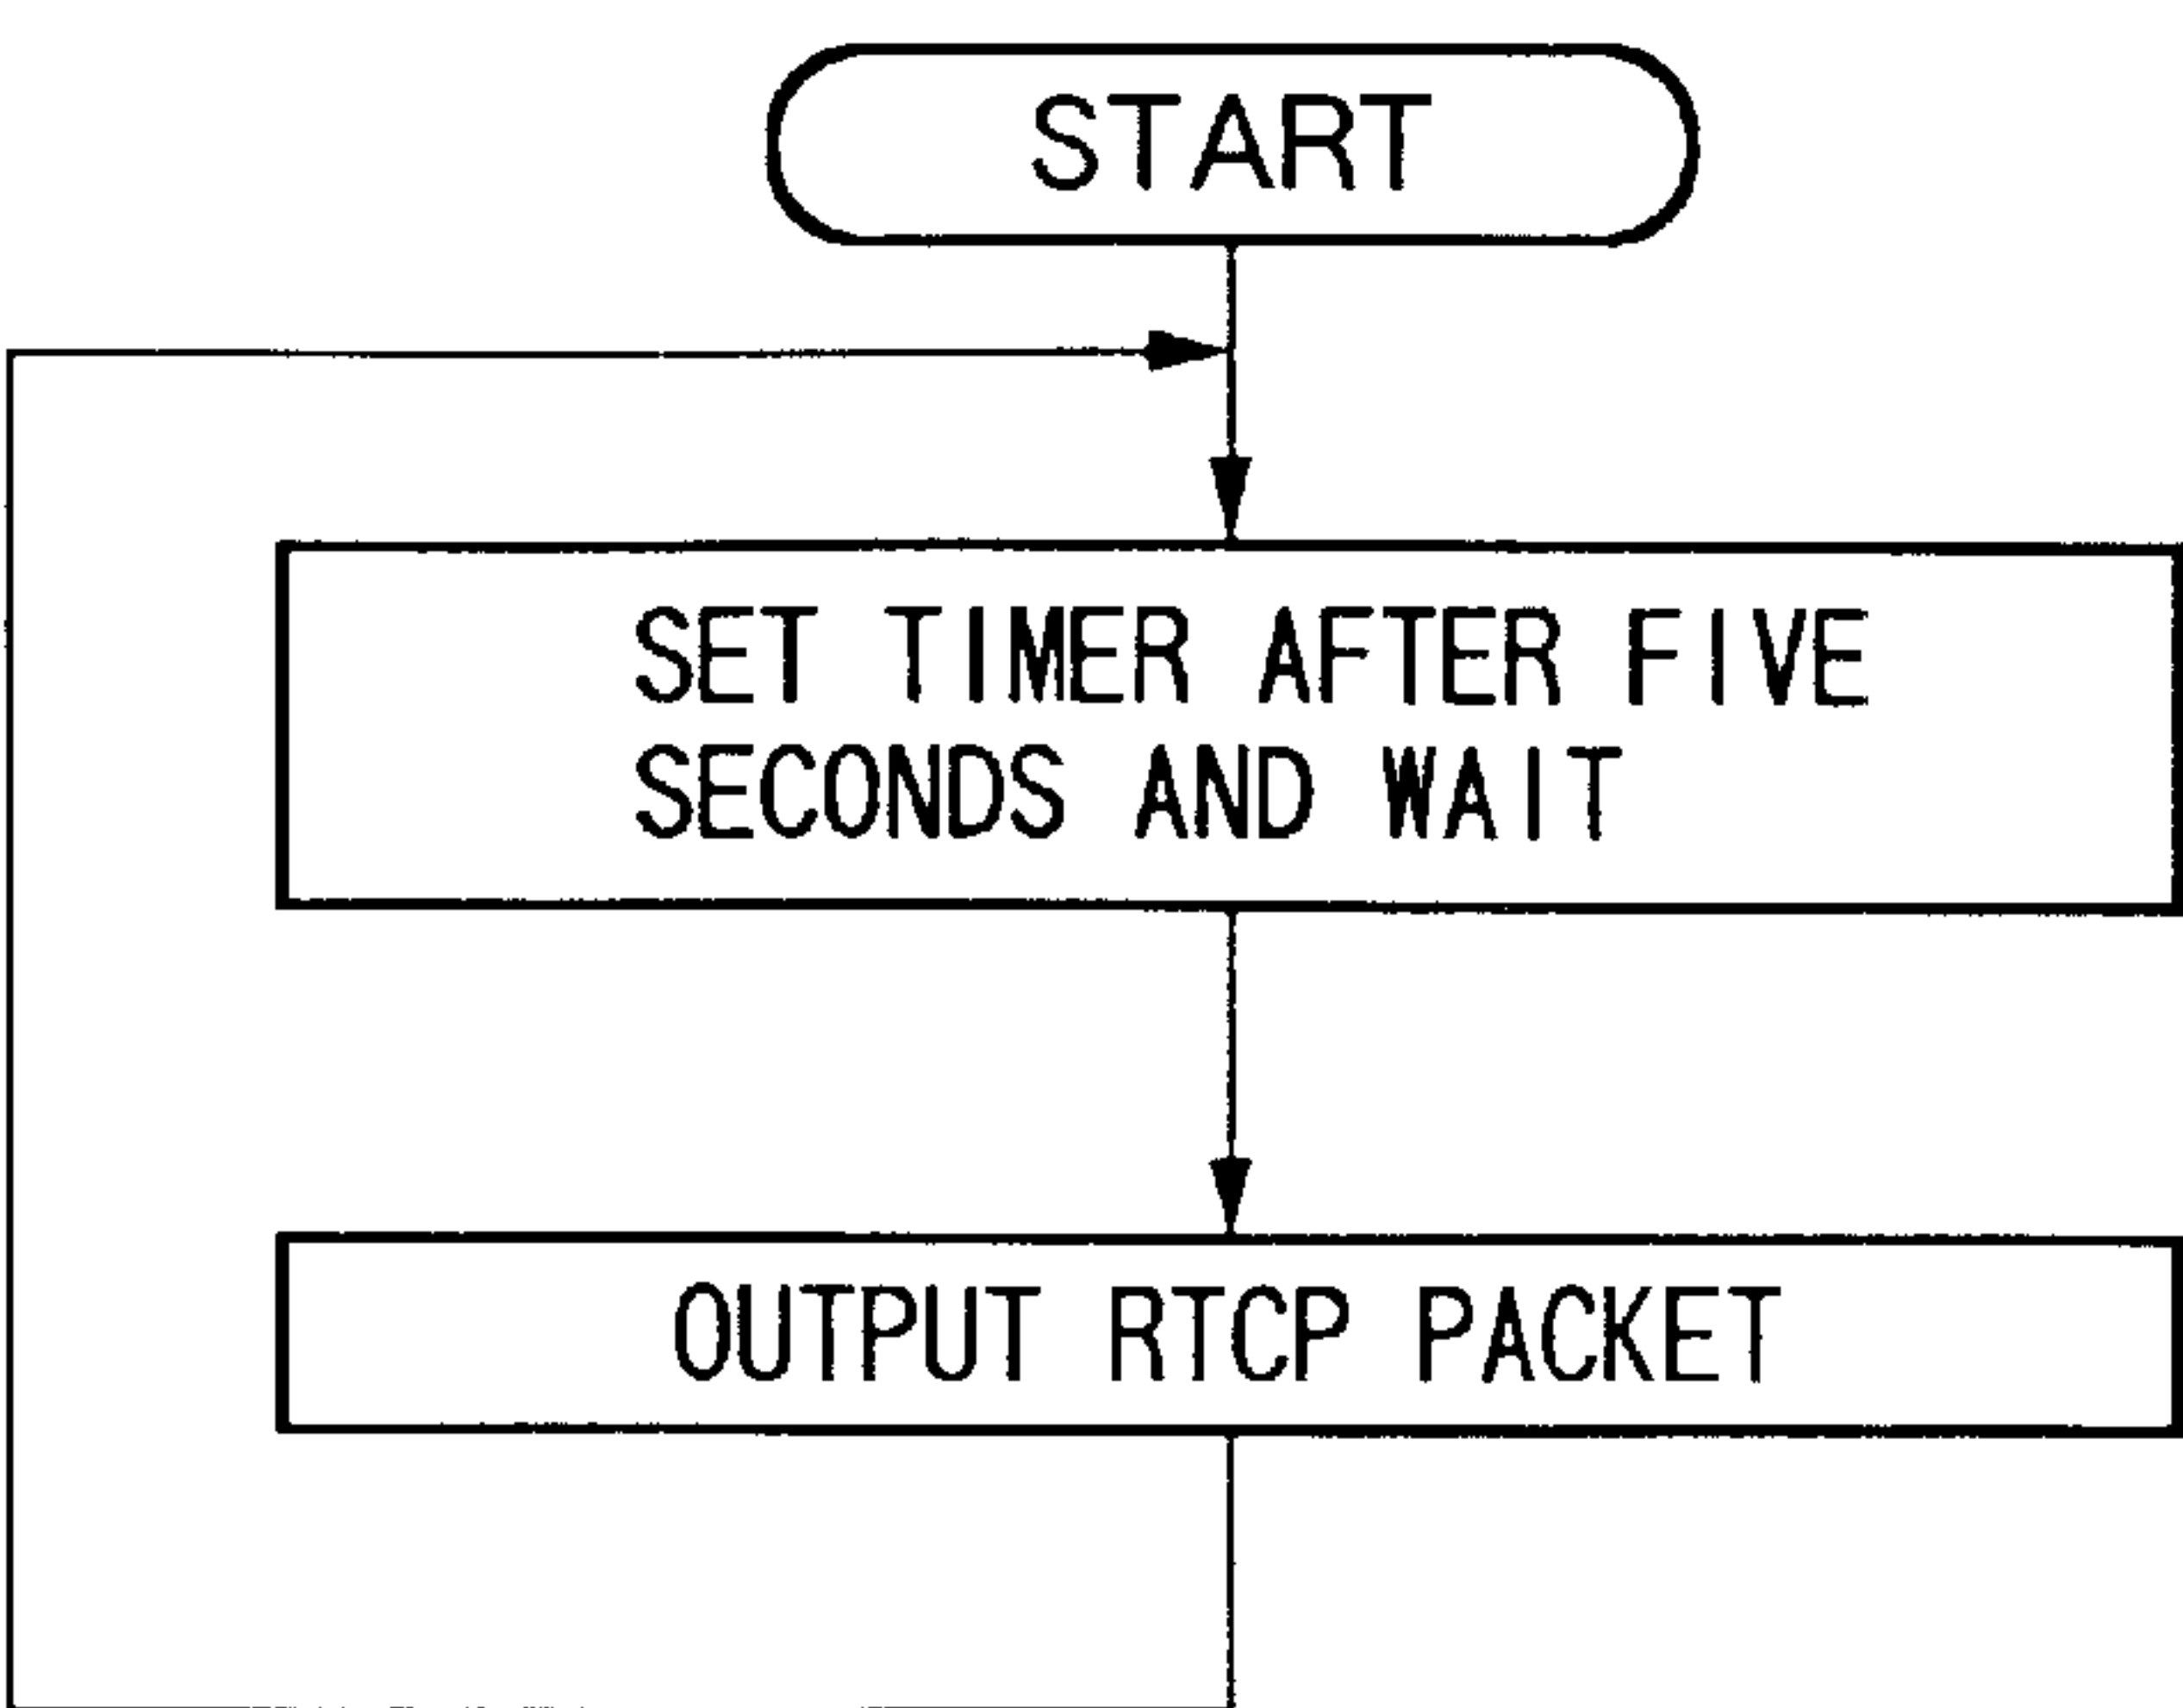 START
SET TIMER AFTER FIVE
SECONDS AND WAIT
OUTPUT RTCP PACKET